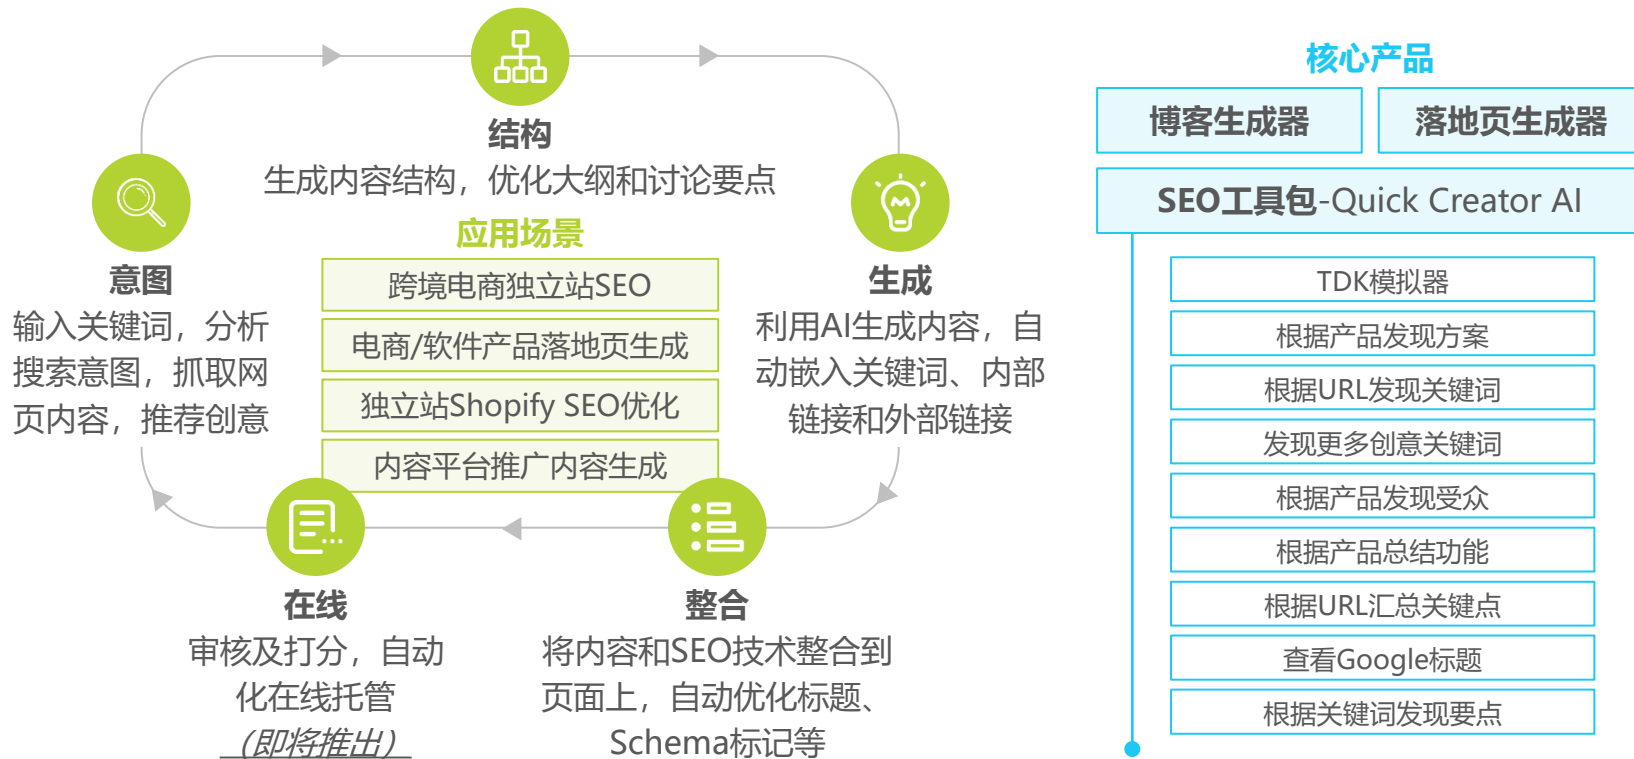 结构
生成内容结构，优化大纲和讨论要点
意图
输入关键词，分析
搜索意图，抓取网
页内容，推荐创意
应用场景
跨境电商独立站SEO
电商/软件产品落地页生成
独立站Shopify SEO优化
内容平台推广内容生成
生成
利用AI生成内容，自
动嵌入关键词、内部
链接和外部链接
在线
审核及打分，自动
化在线托管
（即将推出）
整合
将内容和SEO技术整合到
页面上，自动优化标题、
Schema标记等
核心产品
博客生成器
落地页生成器
SEO工具包-Quick Creator AI
TDK模拟器
根据产品发现方案
根据URL发现关键词
发现更多创意关键词
根据产品发现受众
根据产品总结功能
根据URL汇总关键点
查看Google标题
根据关键词发现要点